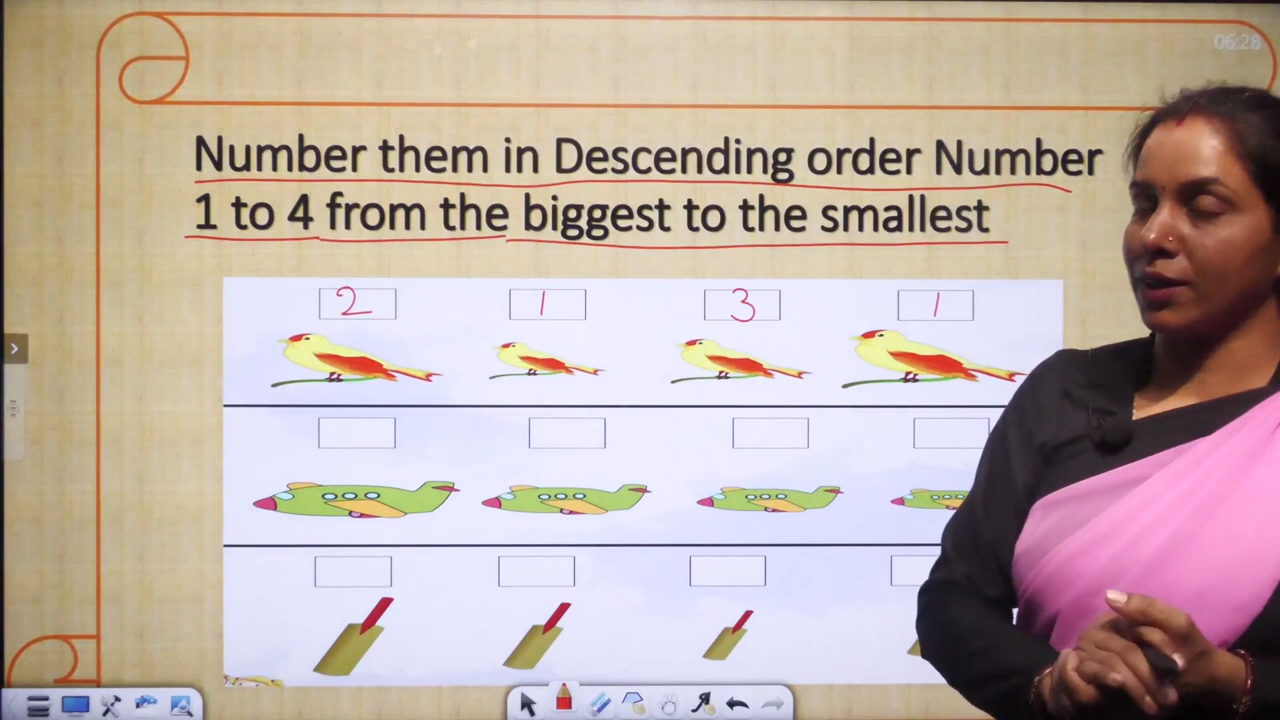 06:28
Number them in Descending order Number
1 to 4 from the biggest to the smallest
2 1 3 1